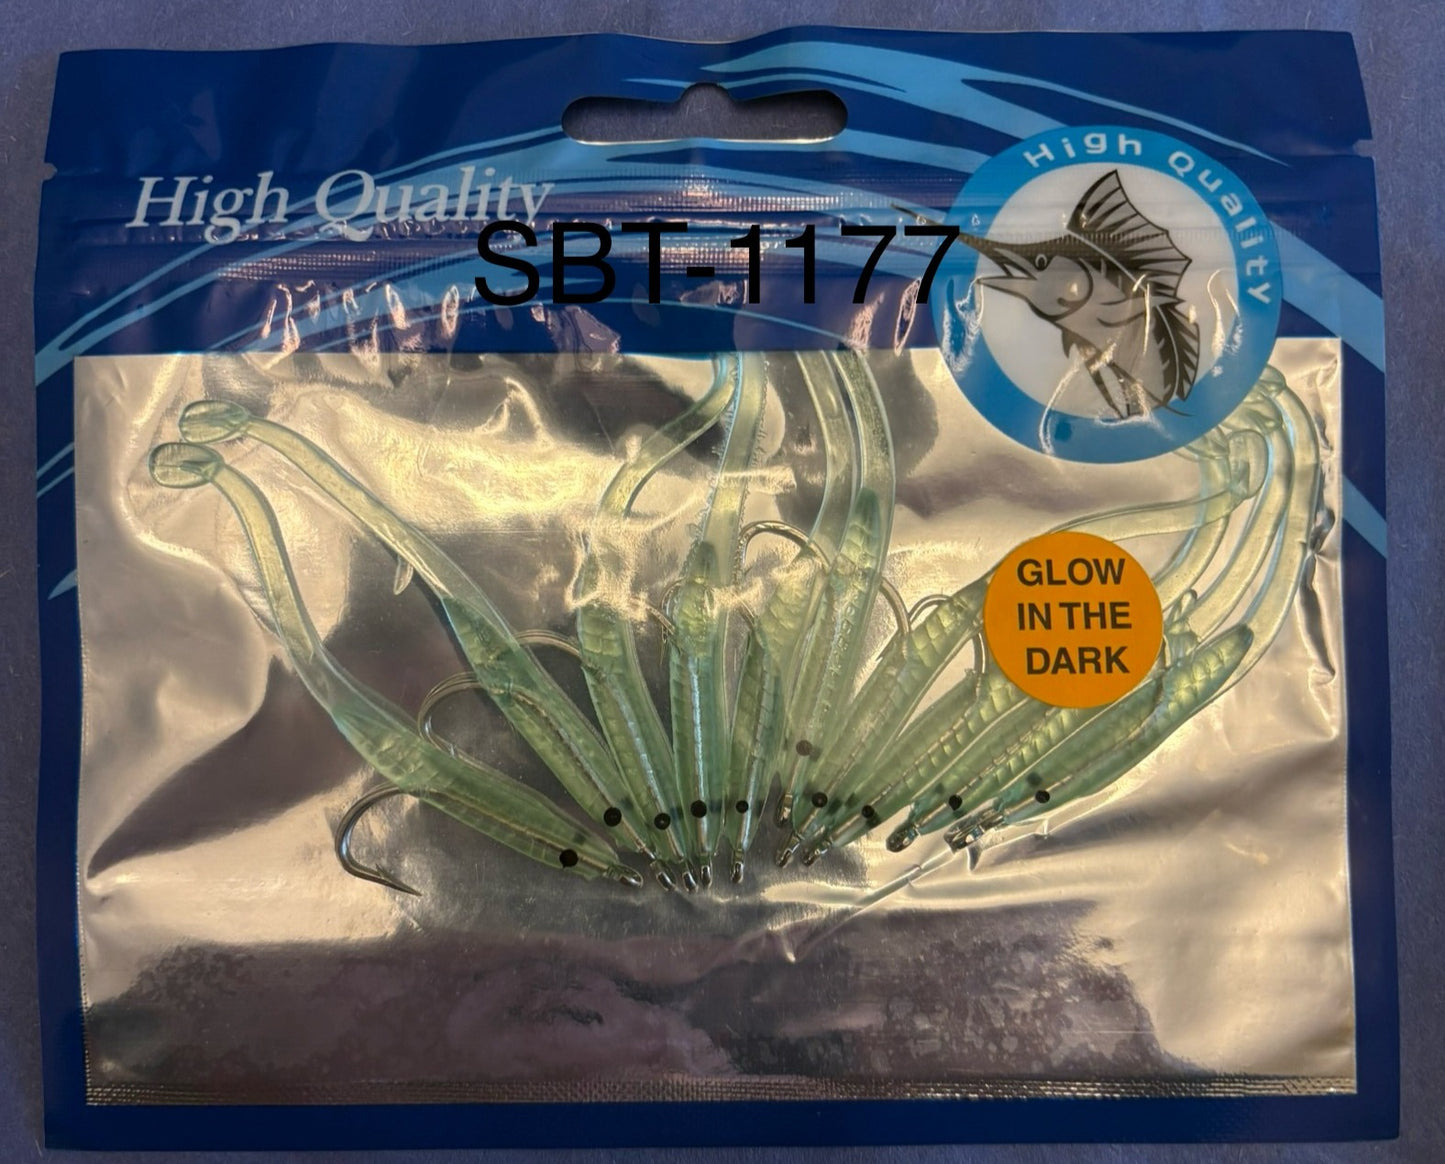 High Quality
SBT-1177
High Quality
GLOW
IN THE
DARK